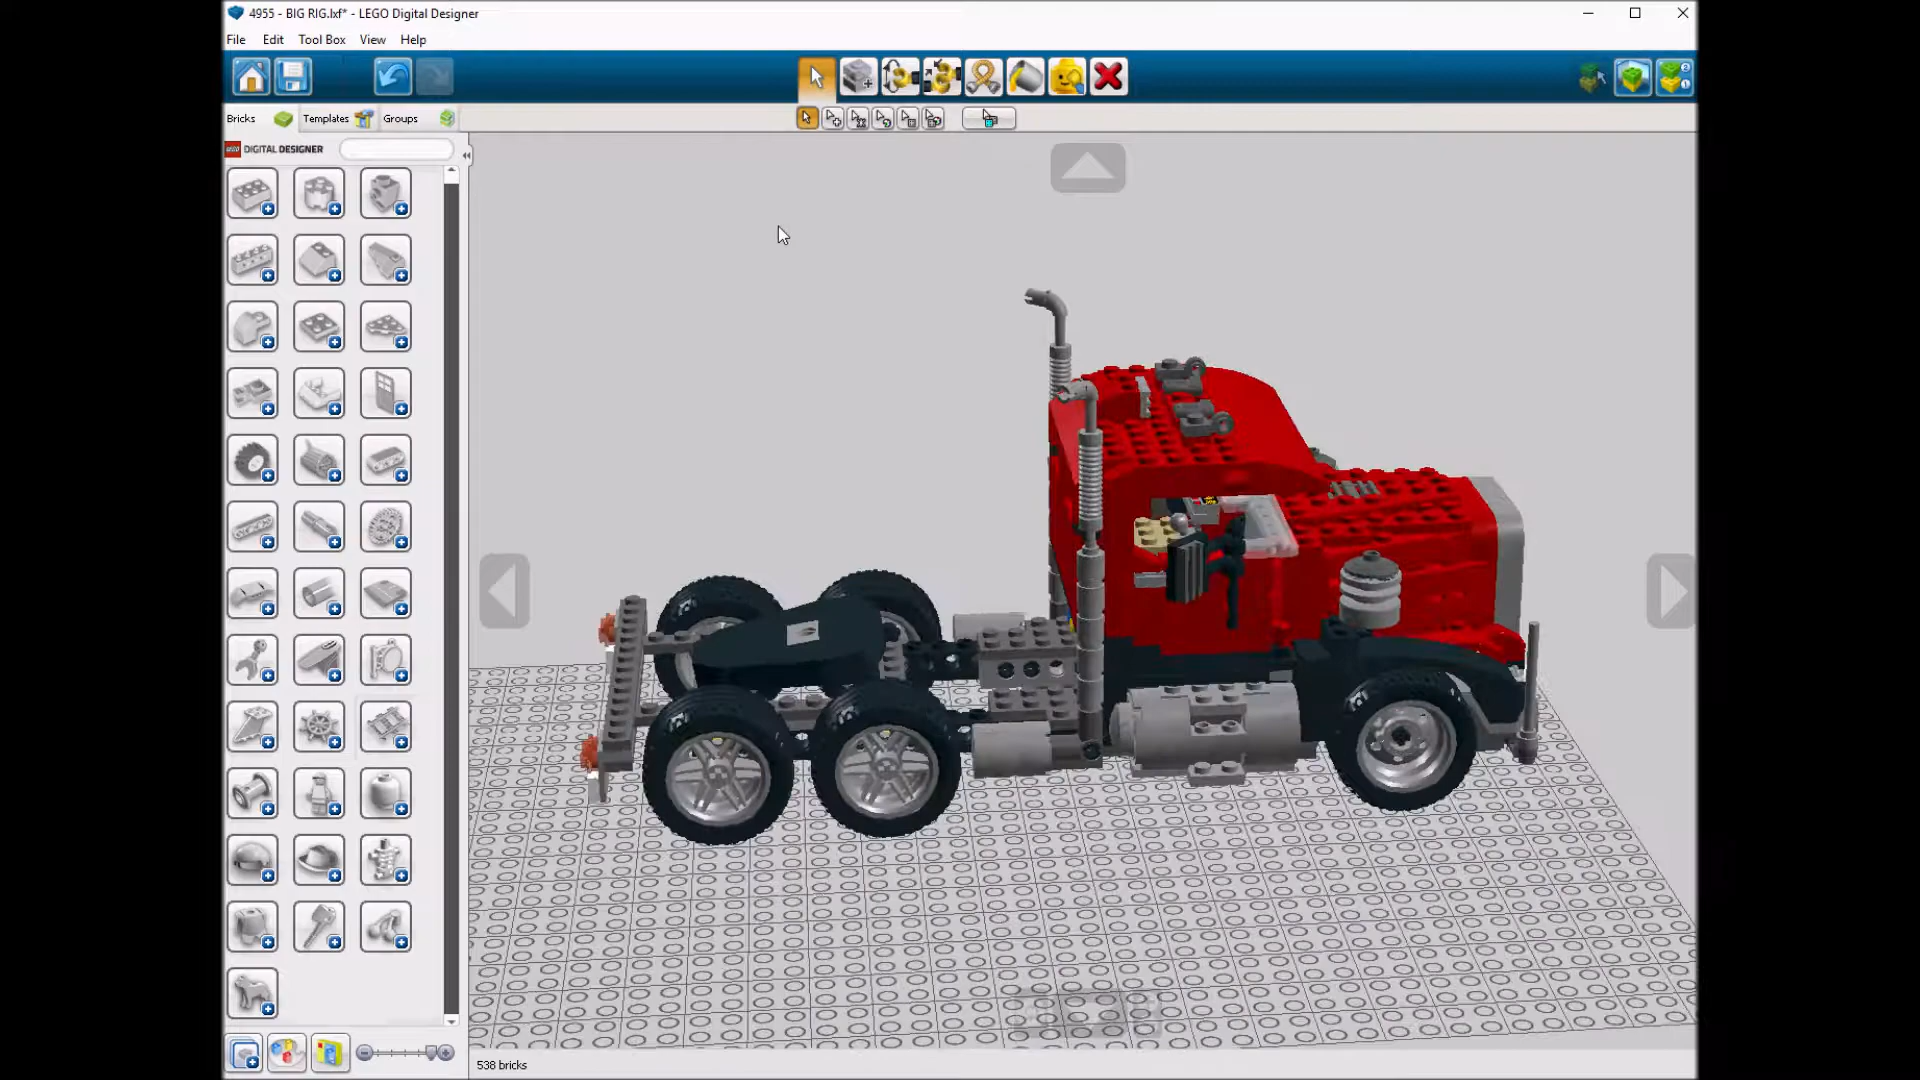 4955 - BIG RIG.lxf* - LEGO Digital Designer
File Edit Tool Box View Help
Bricks Templates Groups
LEGO DIGITAL DESIGNER
538 bricks